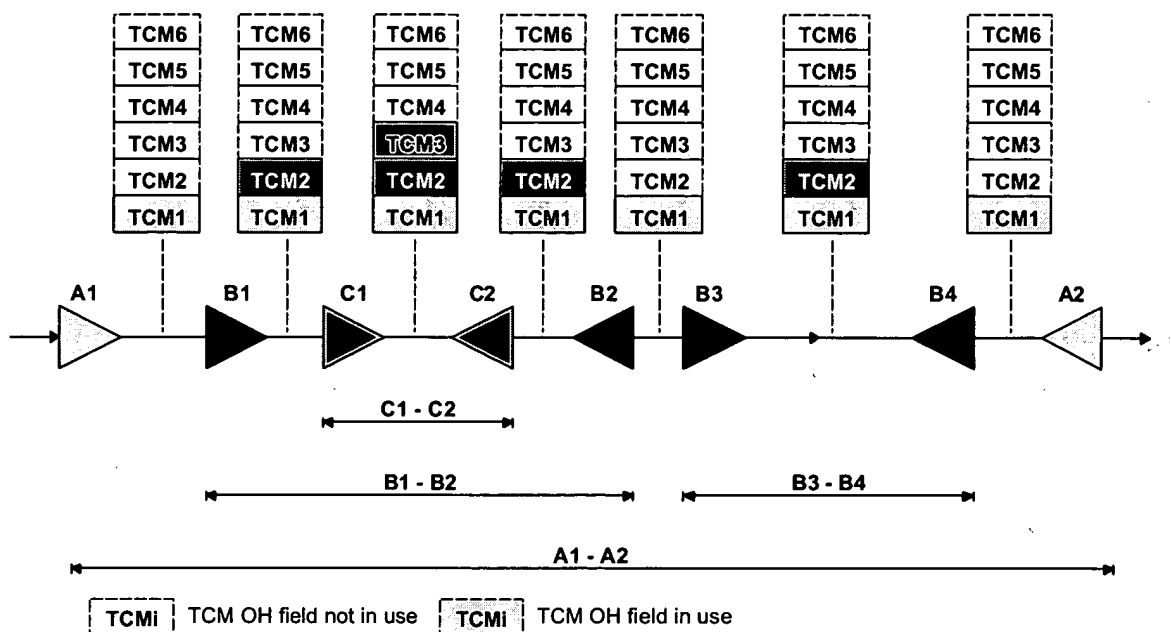 TCM6 TCM6 TCM6 TCM6 TCM6 TCM6 TCM6
TCM5 TCM5 TCM5 TCM5 TCM5 TCM5 TCM5
TCM4 TCM4 TCM4 TCM4 TCM4 TCM4 TCM4
TCM3 TCM3 TCM3 TCM3 TCM3 TCM3 TCM3
TCM2 TCM2 TCM2 TCM2 TCM2 TCM2 TCM2
TCM1 TCM1 TCM1 TCM1 TCM1 TCM1 TCM1
A1 B1 C1 C2 B2 B3 B4 A2
C1 - C2
B1 - B2 B3 - B4
A1 - A2
TCMi TCM OH field not in use TCMi TCM OH field in use